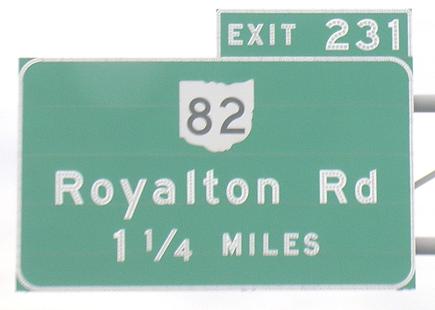 EXIT 231
82
Royalton Rd
1 1/4 MILES